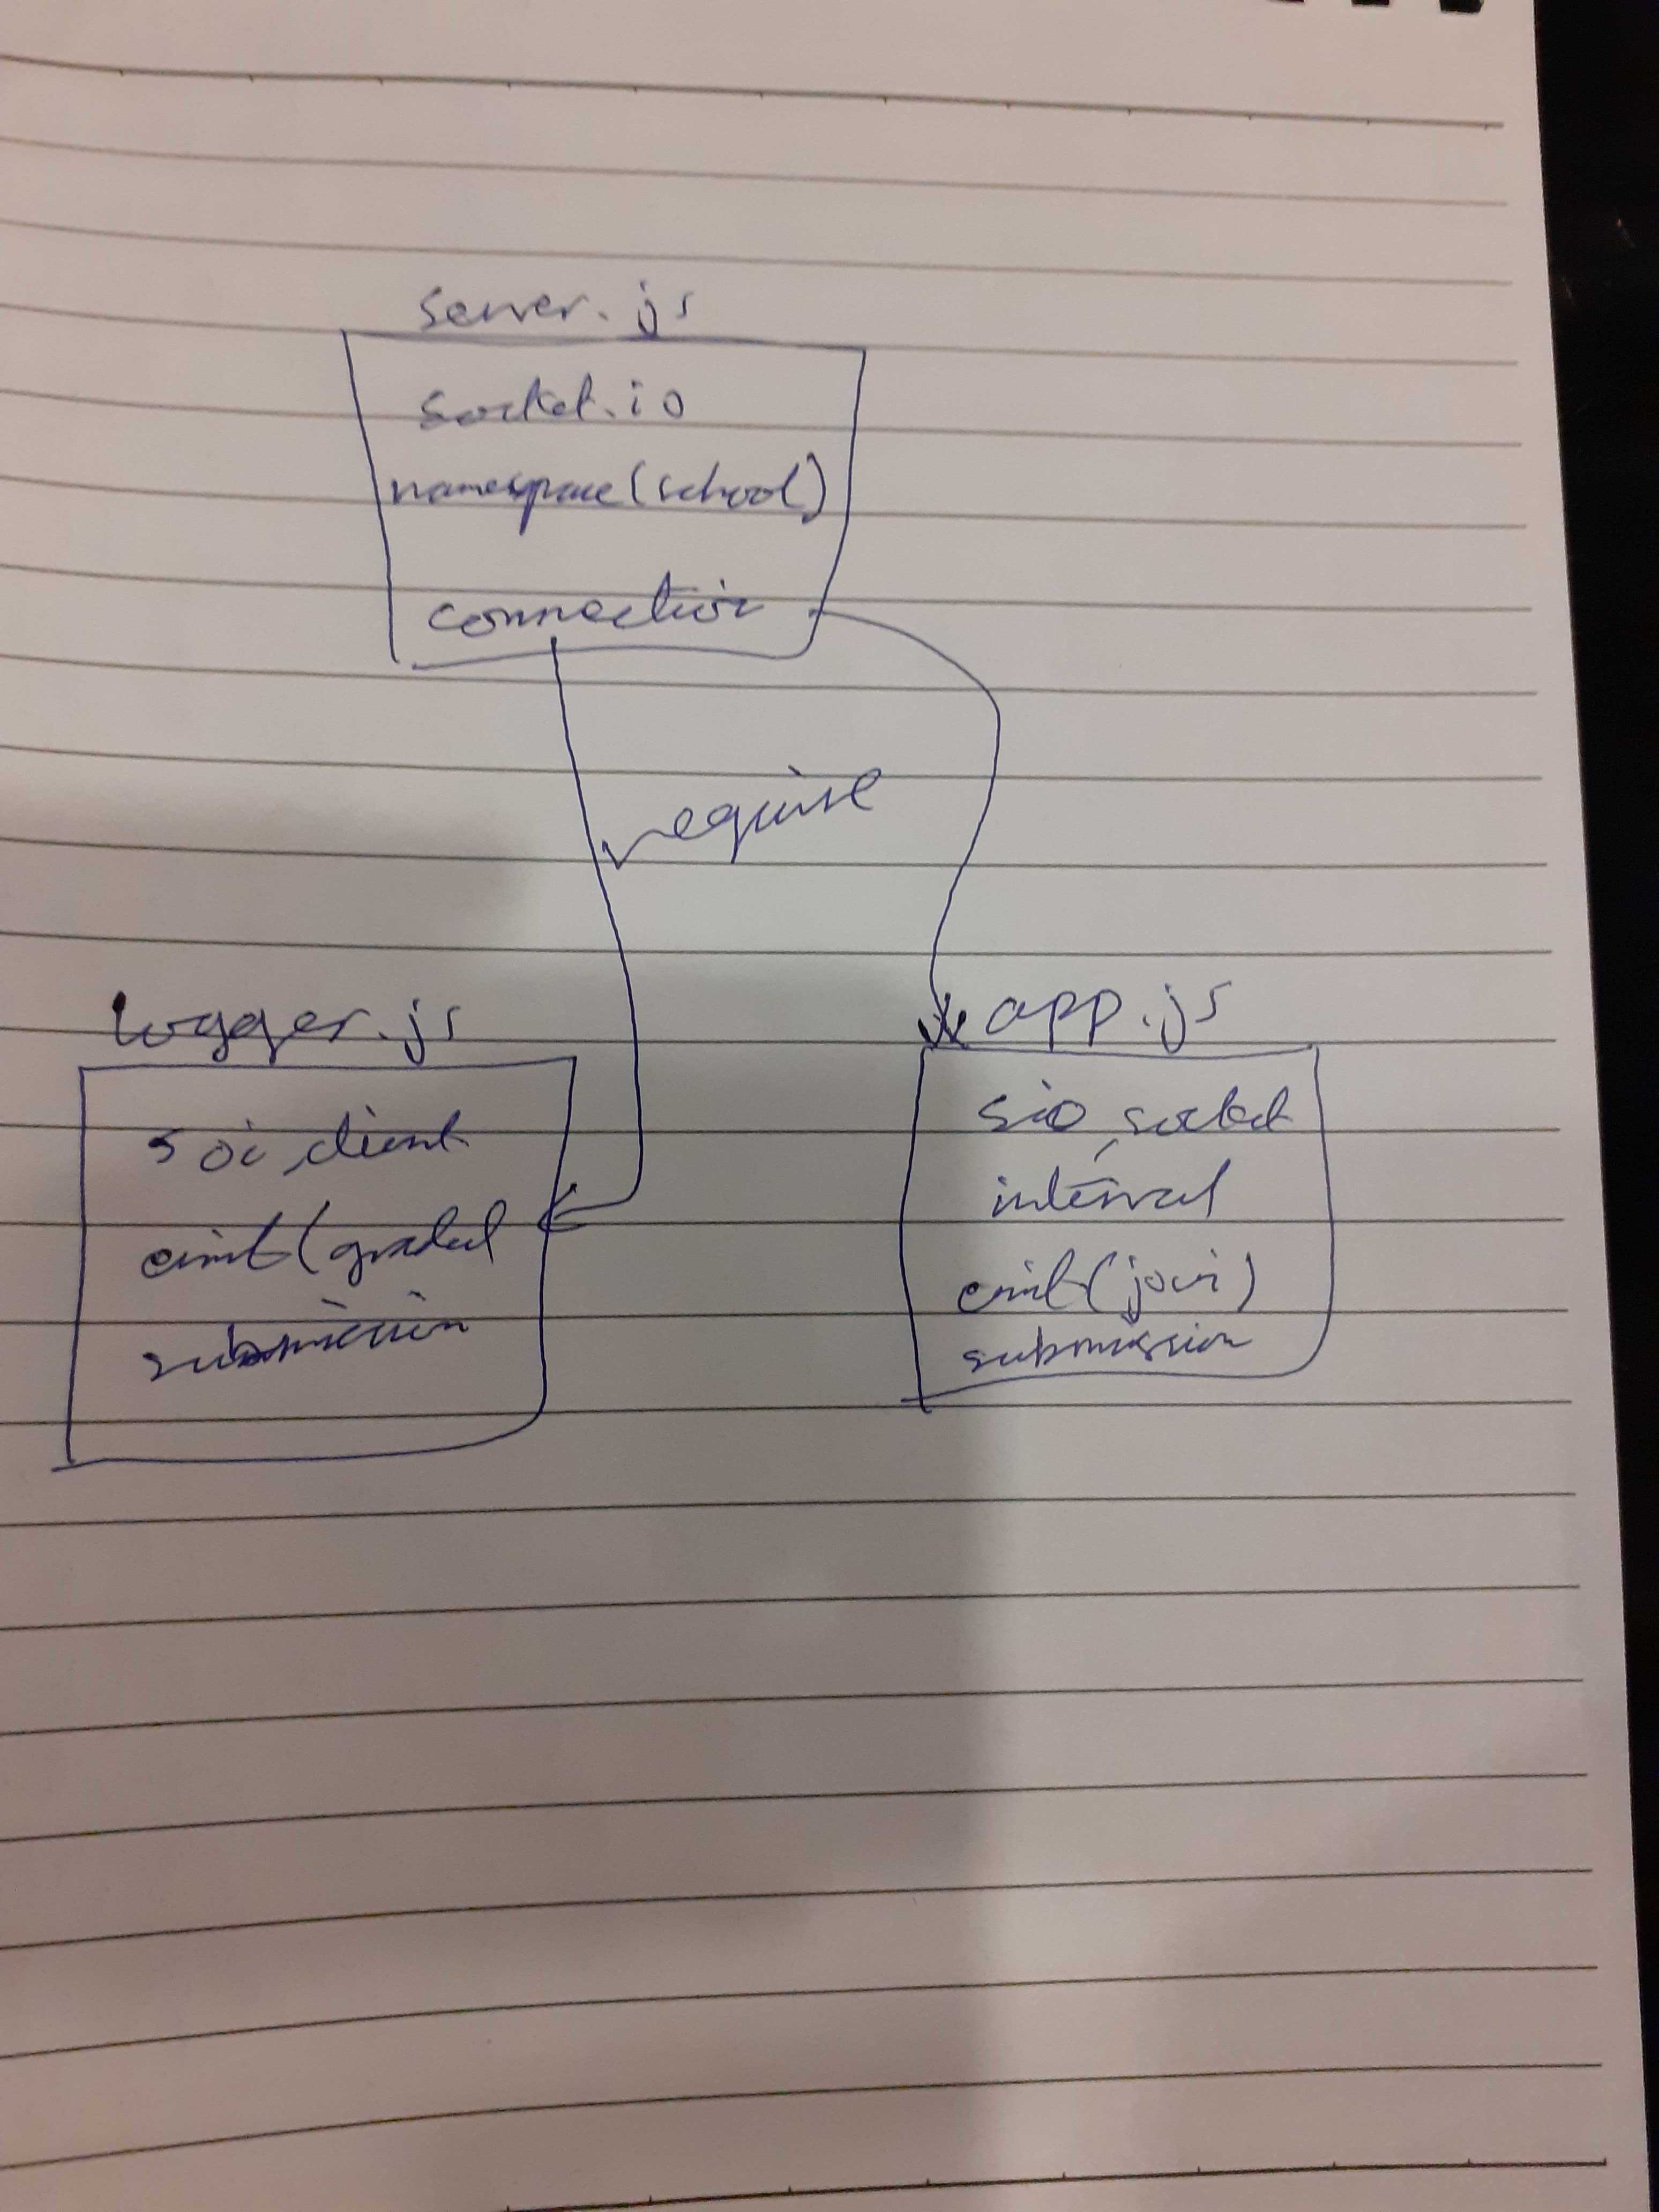 server.js
socket.io
namespace(school)
connection
require
logger.js
soi, client
emit(graded
submission
app.js
sio, socket
interval
emit(join)
submission